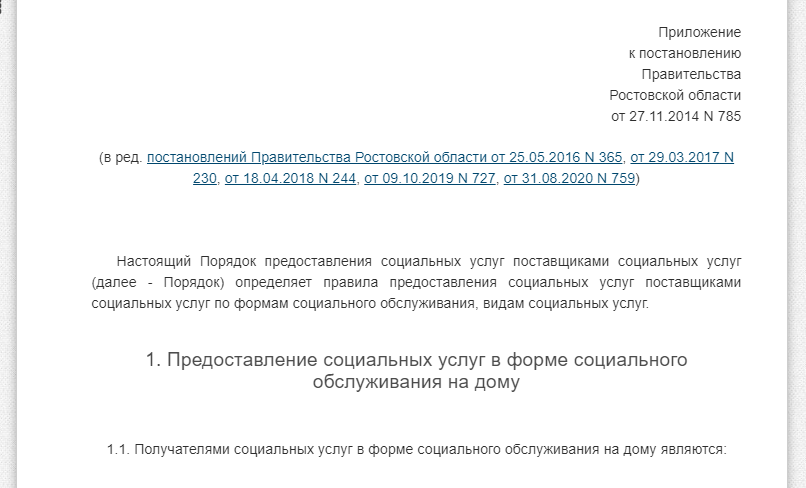 Приложение
к постановлению
Правительства
Ростовской области
от 27.11.2014 N 785
(в ред. постановлений Правительства Ростовской области от 25.05.2016 N 365, от 29.03.2017 N
230, от 18.04.2018 N 244, от 09.10.2019 N 727, от 31.08.2020 N 759)
Настоящий Порядок предоставления социальных услуг поставщиками социальных услуг
(далее - Порядок) определяет правила предоставления социальных услуг поставщиками
социальных услуг по формам социального обслуживания, видам социальных услуг.
1. Предоставление социальных услуг в форме социального
обслуживания на дому
1.1. Получателями социальных услуг в форме социального обслуживания на дому являются: